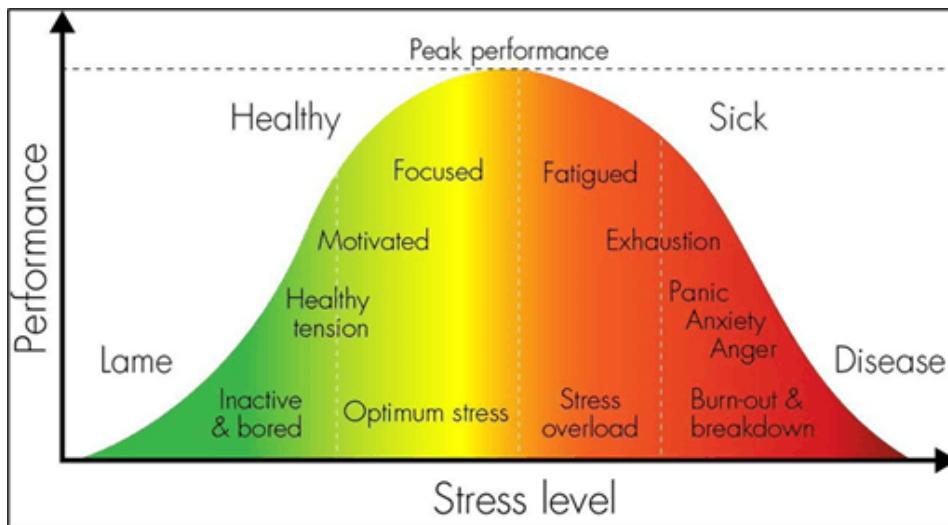 Peak performance
Healthy
Sick
Focused
Fatigued
Motivated
Exhaustion
Healthy
tension
Panic
Anxiety
Anger
Lame
Disease
Inactive
& bored
Optimum stress
Stress
overload
Burn-out &
breakdown
Performance
Stress level